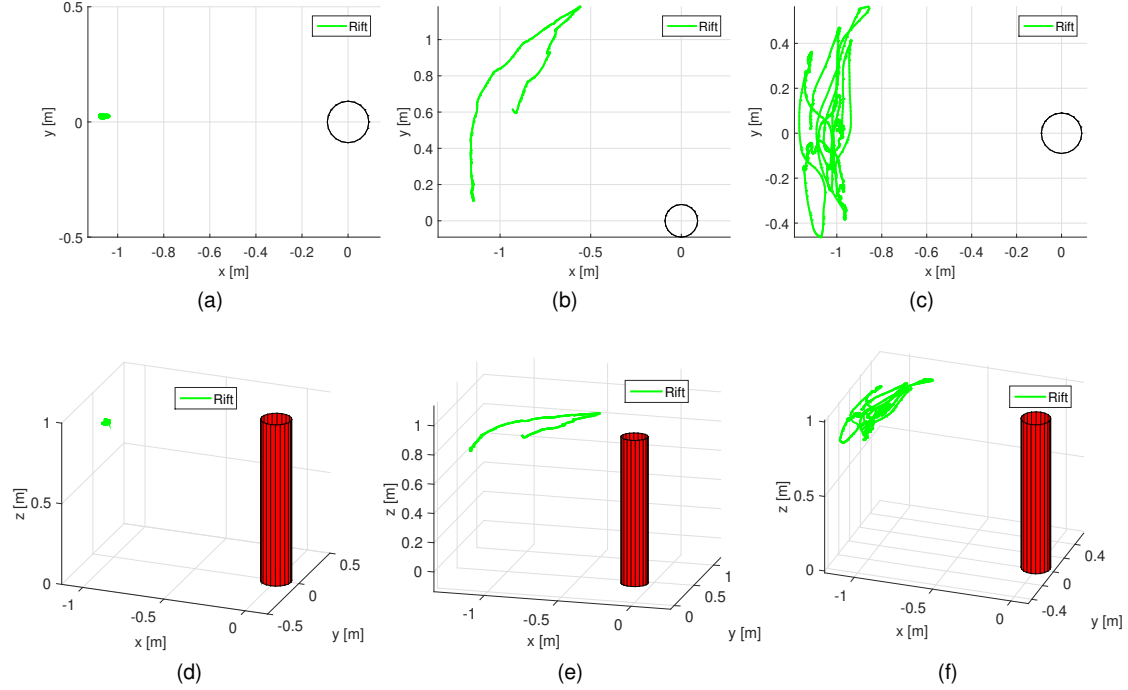 0.5
0
-0.5
y [m]
Rift
-1 -0.8 -0.6 -0.4 -0.2 0
x [m]
(a)
1
0.8
0.6
0.4
0.2
0
y [m]
Rift
-1 -0.5 0
x [m]
(b)
0.4
0.2
0
-0.2
-0.4
y [m]
Rift
-1 -0.8 -0.6 -0.4 -0.2 0
x [m]
(c)
1
0.5
0
z [m]
Rift
-1 -0.5 0
x [m]
-0.5 0 0.5
y [m]
(d)
1
0.8
0.6
0.4
0.2
0
z [m]
Rift
-1 -0.5 0
x [m]
0 0.5 1
y [m]
(e)
1
0.5
0
z [m]
Rift
-1 -0.5 0
x [m]
-0.4 0 0.4
y [m]
(f)